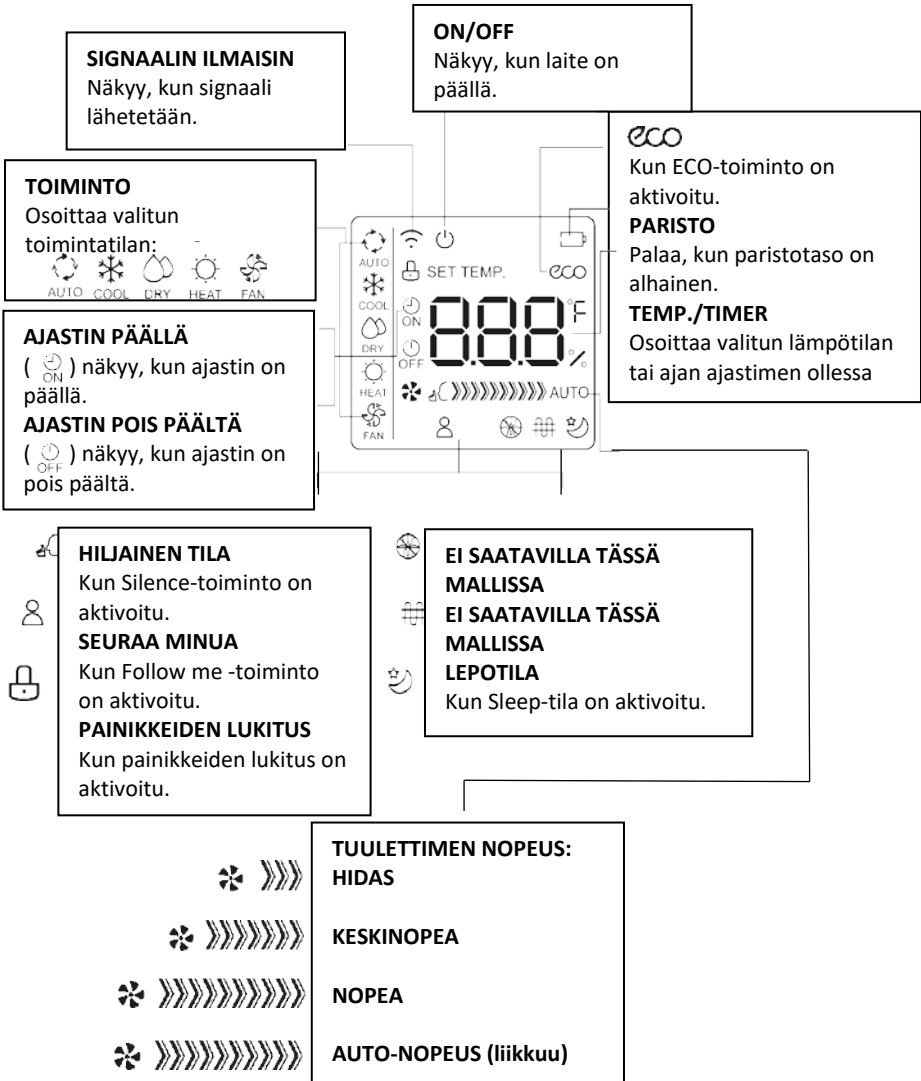 SIGNAALIN ILMAISIN
Näkyy, kun signaali
lähetetään.
ON/OFF
Näkyy, kun laite on
päällä.
eco
Kun ECO-toiminto on
aktivoitu.
PARISTO
Palaa, kun paristotaso on
alhainen.
TEMP./TIMER
Osoittaa valitun lämpötilan
tai ajan ajastimen ollessa
TOIMINTO
Osoittaa valitun
toimintatilan:
AUTO COOL DRY HEAT FAN
AJASTIN PÄÄLLÄ
( ON ) näkyy, kun ajastin on
päällä.
AJASTIN POIS PÄÄLTÄ
( OFF ) näkyy, kun ajastin on
pois päältä.
AUTO
COOL
DRY
HEAT
FAN
SET TEMP.
eco
ON
OFF
8.8.8
°F
%
AUTO
HILJAINEN TILA
Kun Silence-toiminto on
aktivoitu.
SEURAA MINUA
Kun Follow me -toiminto
on aktivoitu.
PAINIKKEIDEN LUKITUS
Kun painikkeiden lukitus on
aktivoitu.
EI SAATAVILLA TÄSSÄ
MALLISSA
EI SAATAVILLA TÄSSÄ
MALLISSA
LEPOTILA
Kun Sleep-tila on aktivoitu.
TUULETTIMEN NOPEUS:
HIDAS
KESKINOPEA
NOPEA
AUTO-NOPEUS (liikkuu)